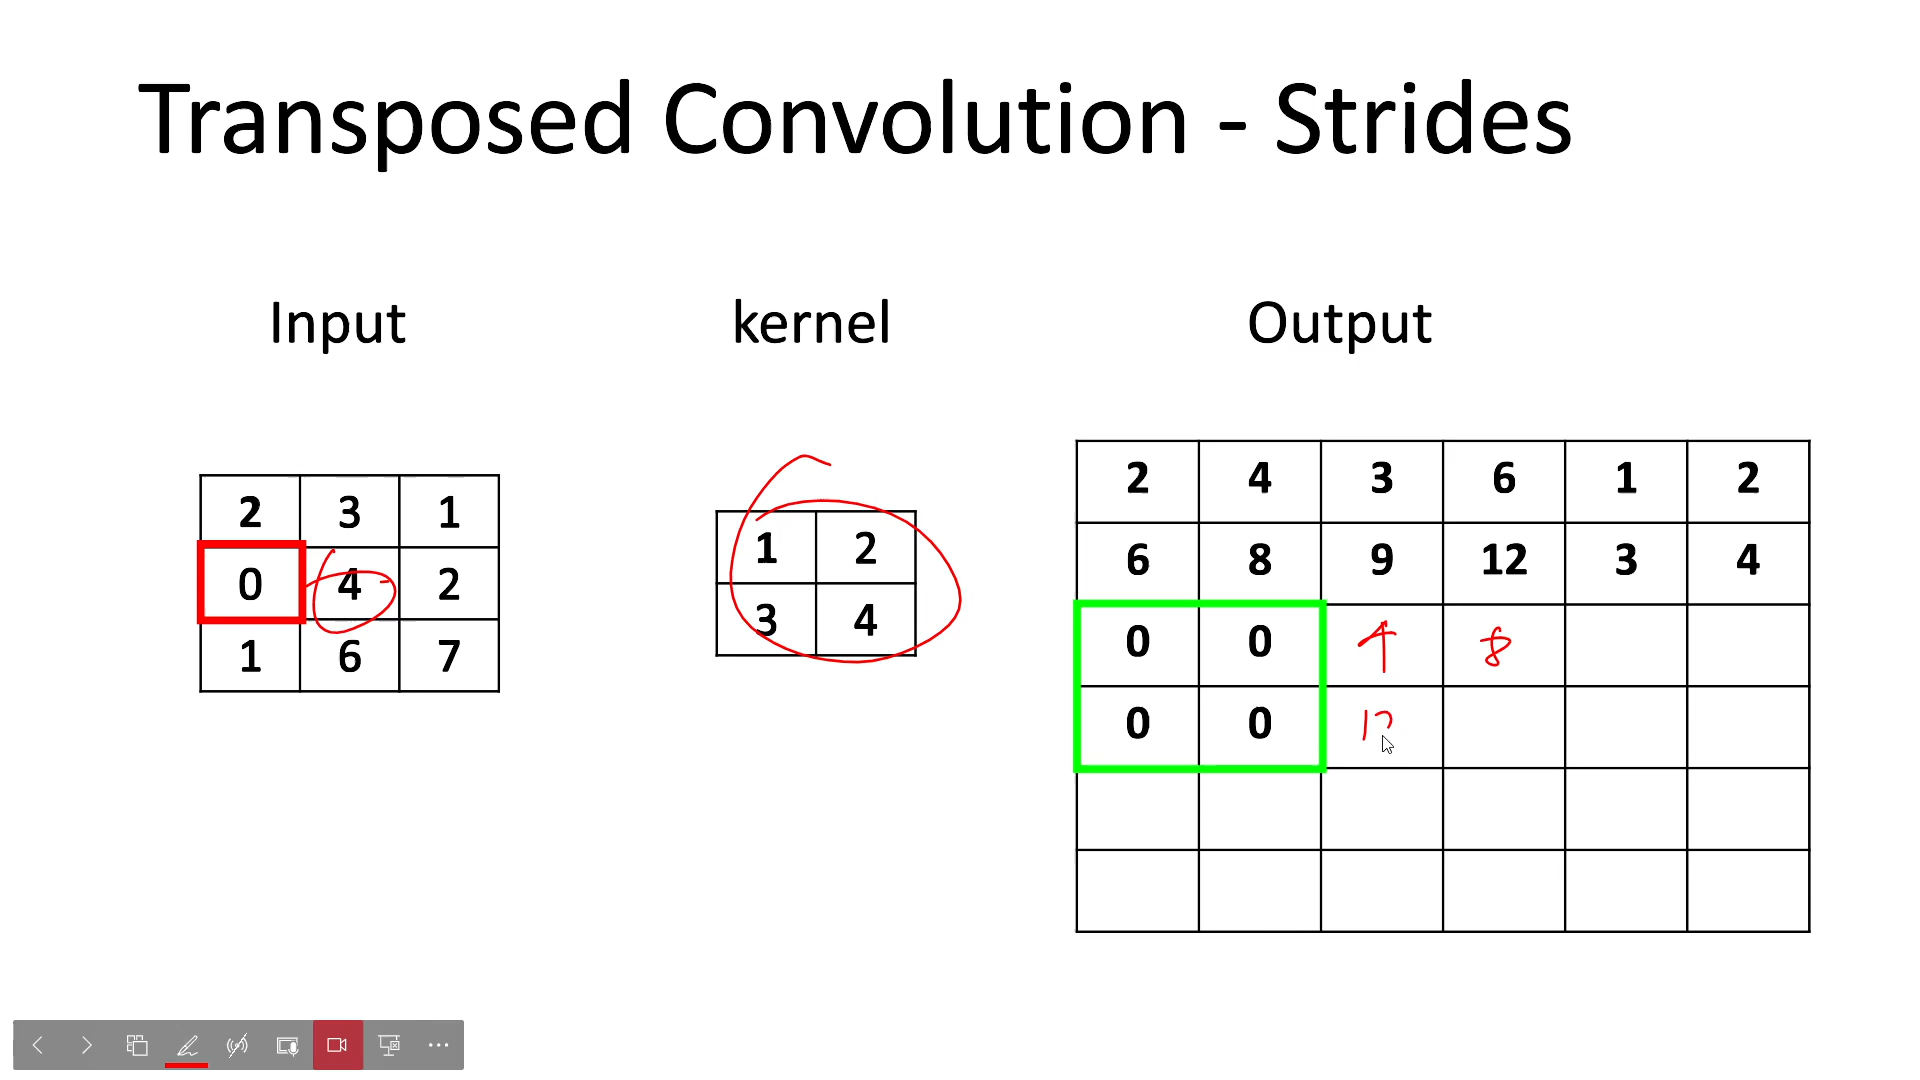 Transposed Convolution - Strides
Input kernel Output
2 3 1
0 4 2
1 6 7
1 2
3 4
2 4 3 6 1 2
6 8 9 12 3 4
0 0 4 8
0 0 12